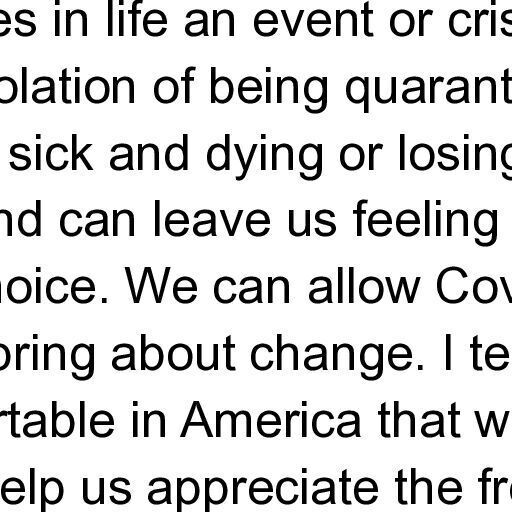 es in life an event or cris
olation of being quarant
sick and dying or losing
nd can leave us feeling
oice. We can allow Cov
oring about change. I te
rtable in America that w
elp us appreciate the fr